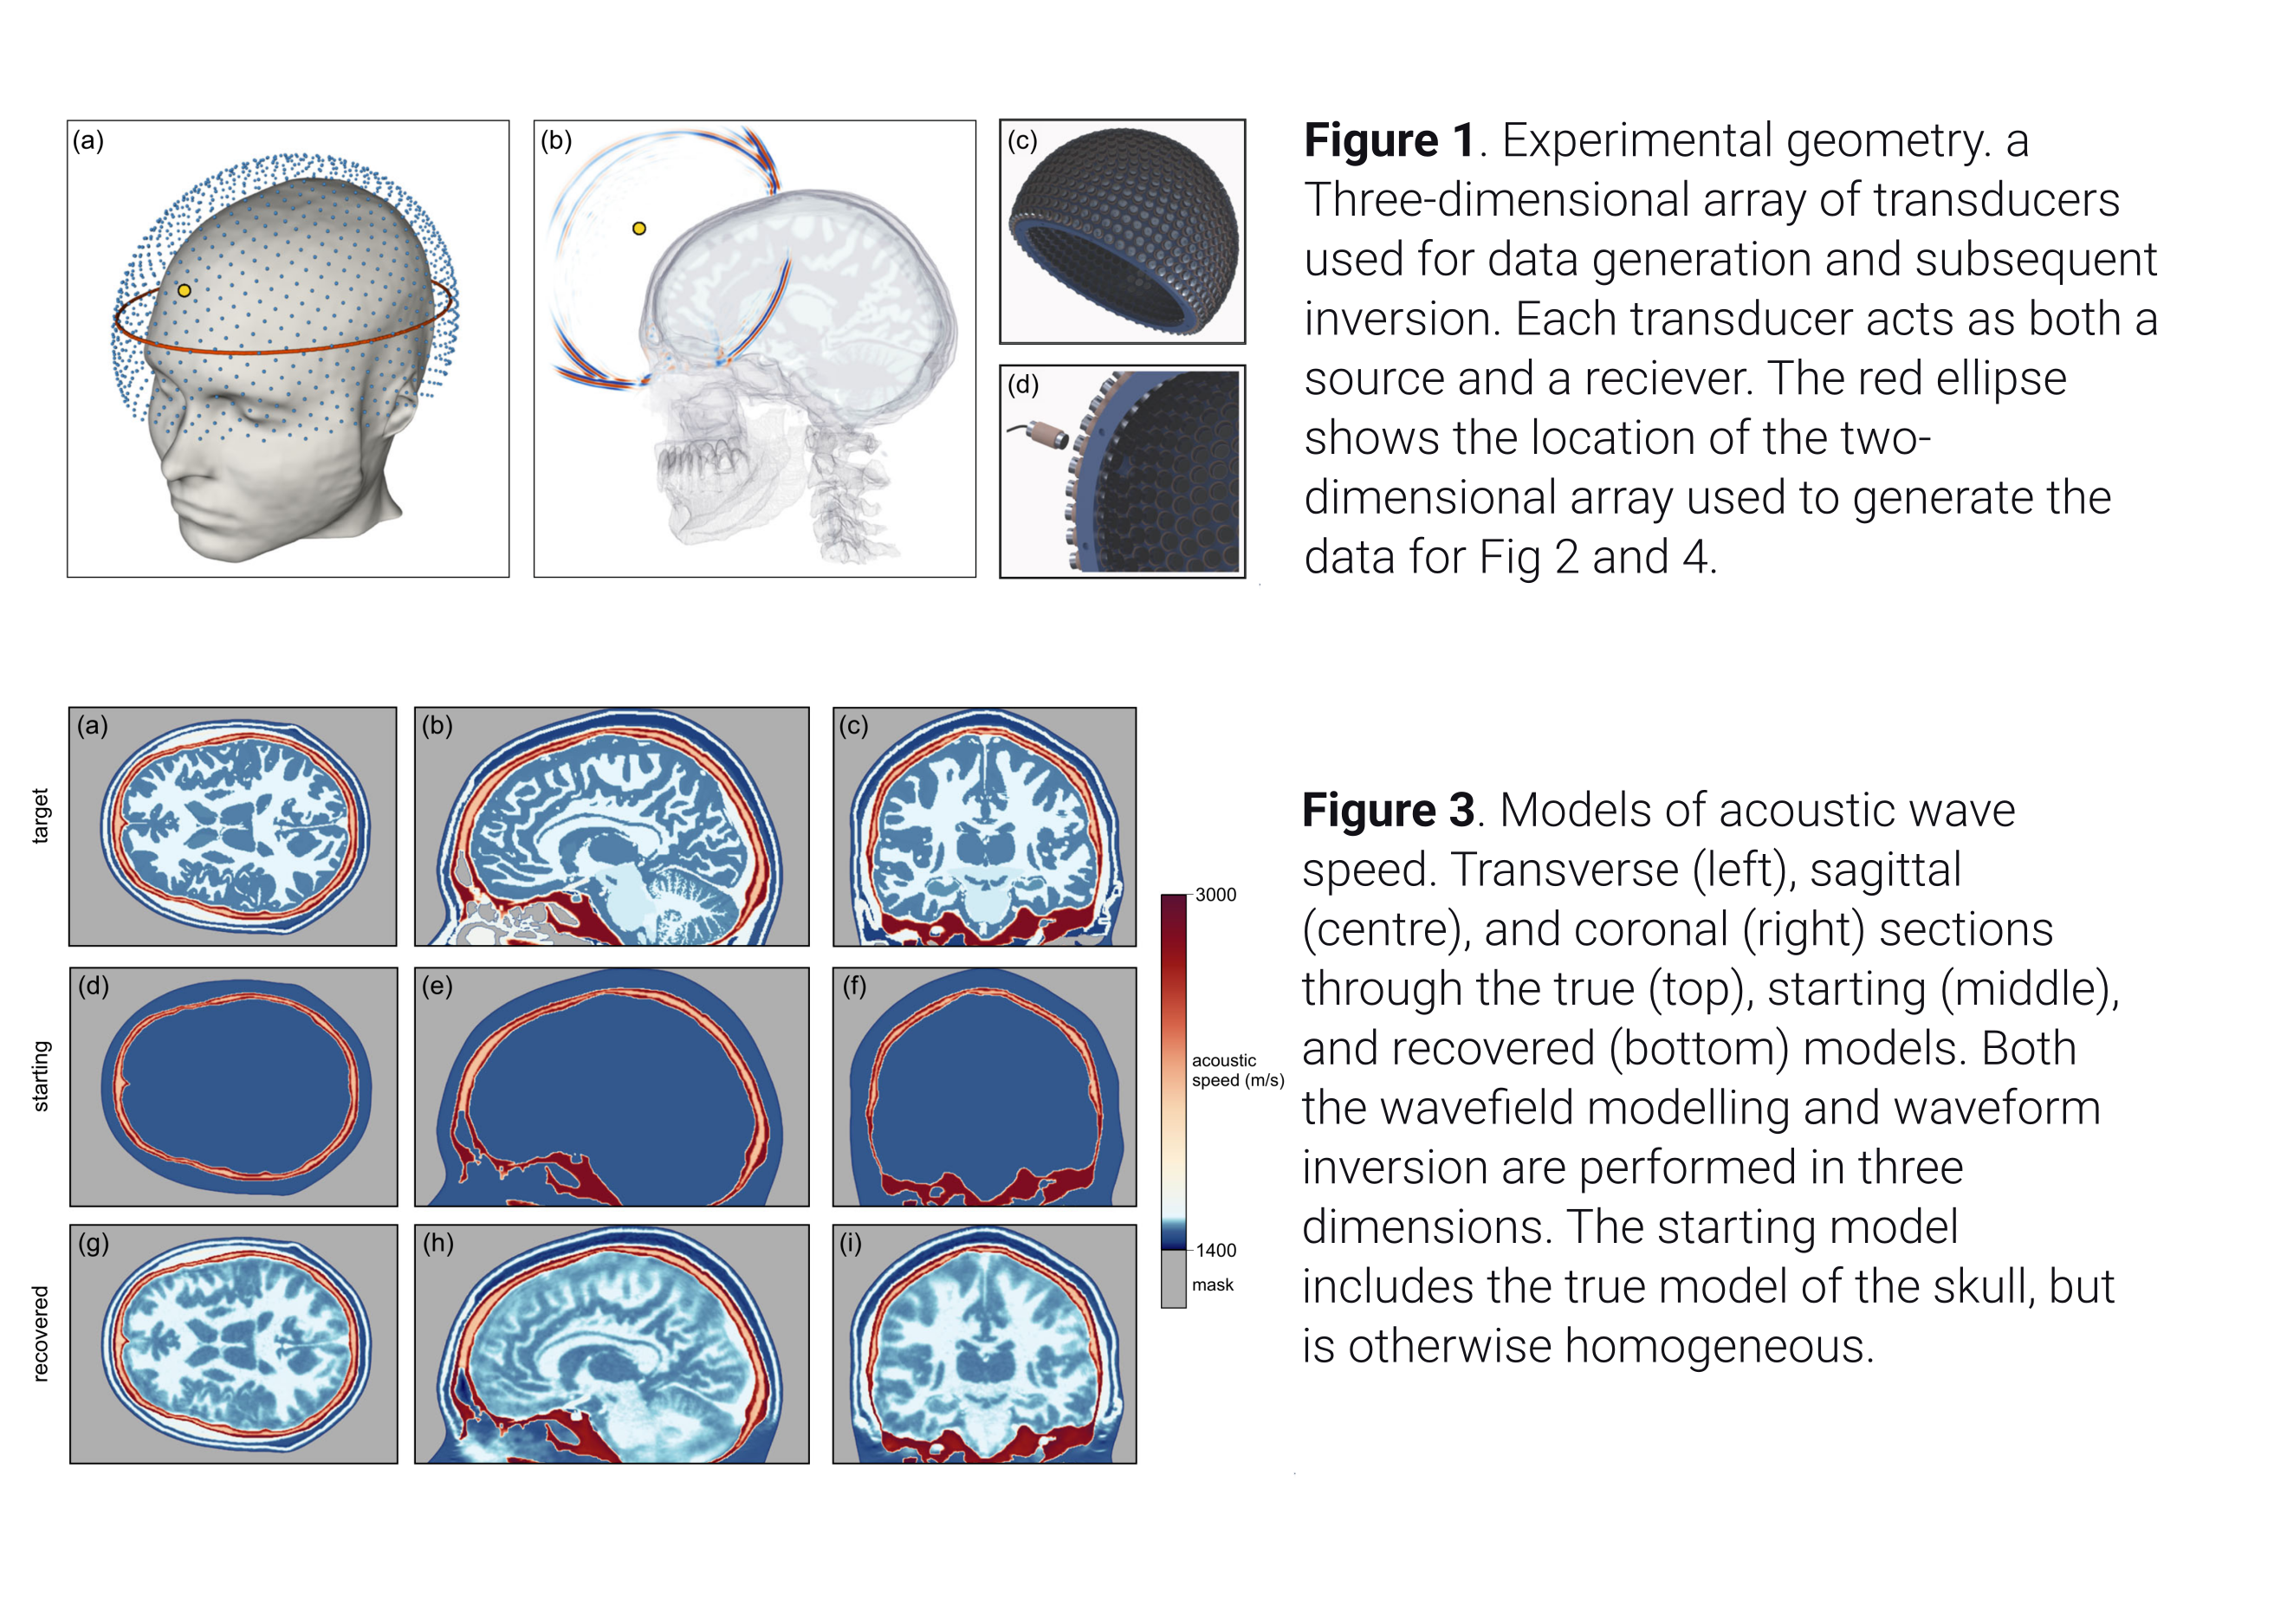 (a)
(b)
(c)
(d)
Figure 1. Experimental geometry. a
Three-dimensional array of transducers
used for data generation and subsequent
inversion. Each transducer acts as both a
source and a reciever. The red ellipse
shows the location of the two-
dimensional array used to generate the
data for Fig 2 and 4.
target
(a)
(b)
(c)
starting
(d)
(e)
(f)
recovered
(g)
(h)
(i)
3000
acoustic
speed (m/s)
1400
mask
Figure 3. Models of acoustic wave
speed. Transverse (left), sagittal
(centre), and coronal (right) sections
through the true (top), starting (middle),
and recovered (bottom) models. Both
the wavefield modelling and waveform
inversion are performed in three
dimensions. The starting model
includes the true model of the skull, but
is otherwise homogeneous.